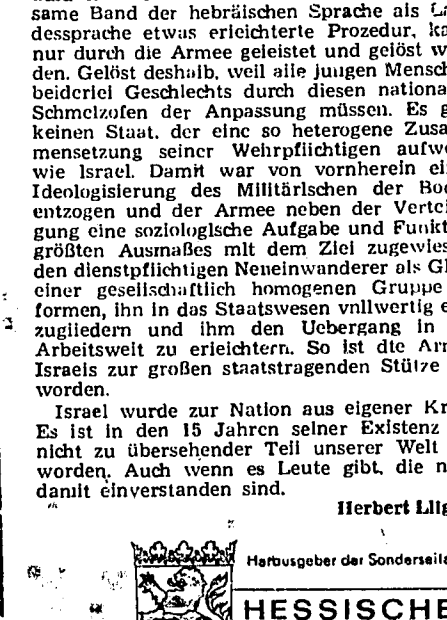 same Band der hebräischen Sprache als
dessprache etwas erleichterte Prozedur, 
nur durch die Armee geleistet und gelöst
den. Gelöst deshalb, weil alle jungen Mensch
beiderlei Geschlechts durch diesen nationa
Schmelzofen der Anpassung müssen. Es g
keinen Staat, der eine so heterogene Zusa
mensetzung seiner Wehrpflichtigen aufw
wie Israel. Damit war von vornherein ei
Ideologisierung des Militärischen der Bo
entzogen und der Armee neben der Vertei
gung eine soziologische Aufgabe und Funkt
größten Ausmaßes mit dem Ziel zugewies
den dienstpflichtigen Neueinwanderer als Gl
einer gesellschaftlich homogenen Gruppe
formen, ihn in das Staatswesen vollwertig e
zugliedern und ihm den Uebergang in
Arbeitswelt zu erleichtern. So ist die Arm
Israels zur großen staatstragenden Stütze
worden.
Israel wurde zur Nation aus eigener Kr
Es ist in den 15 Jahren seiner Existenz
nicht zu übersehender Teil unserer Welt
worden. Auch wenn es Leute gibt, die n
damit einverstanden sind.
Herbert
Herausgeber der Sonderseite
HESSISCHE